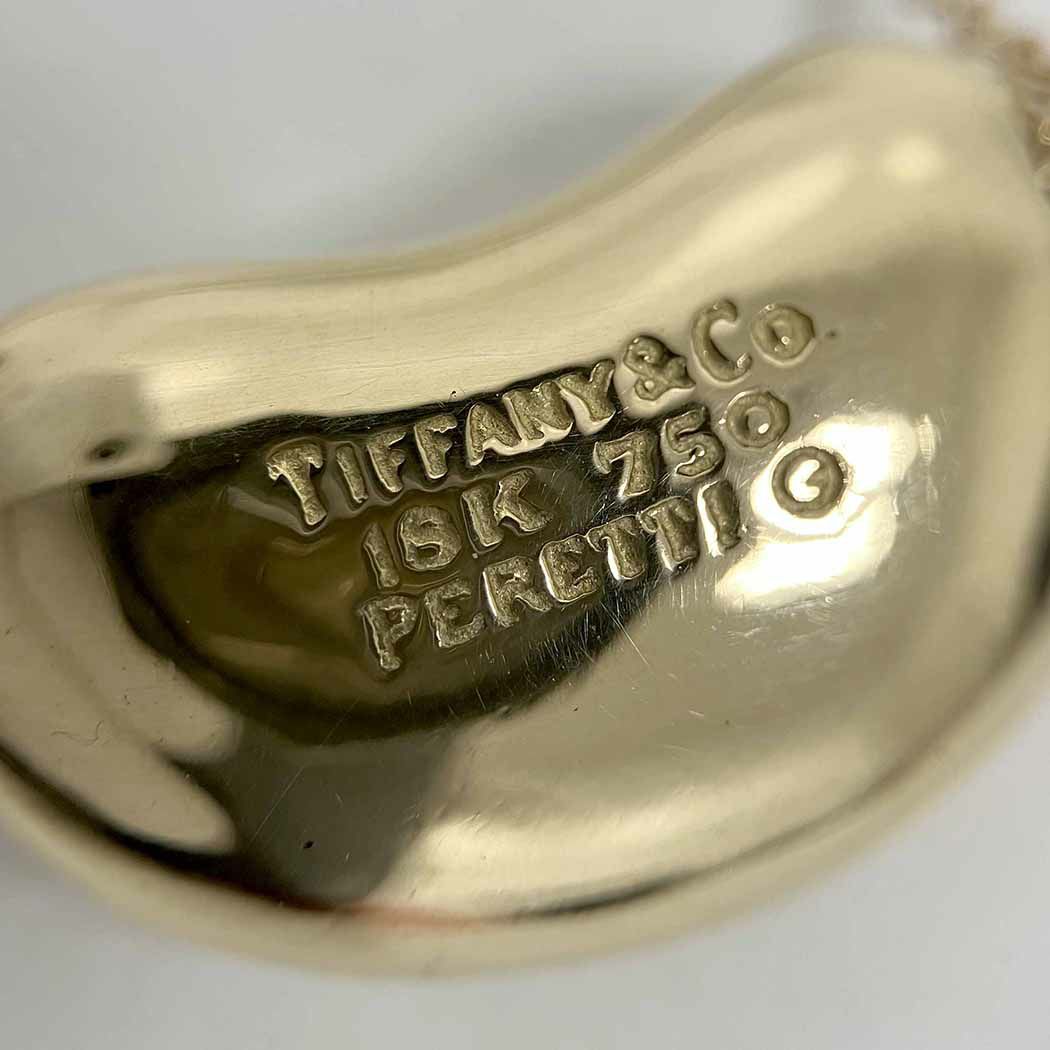 TIFFANY & CO
18K 750
PERETTI ©